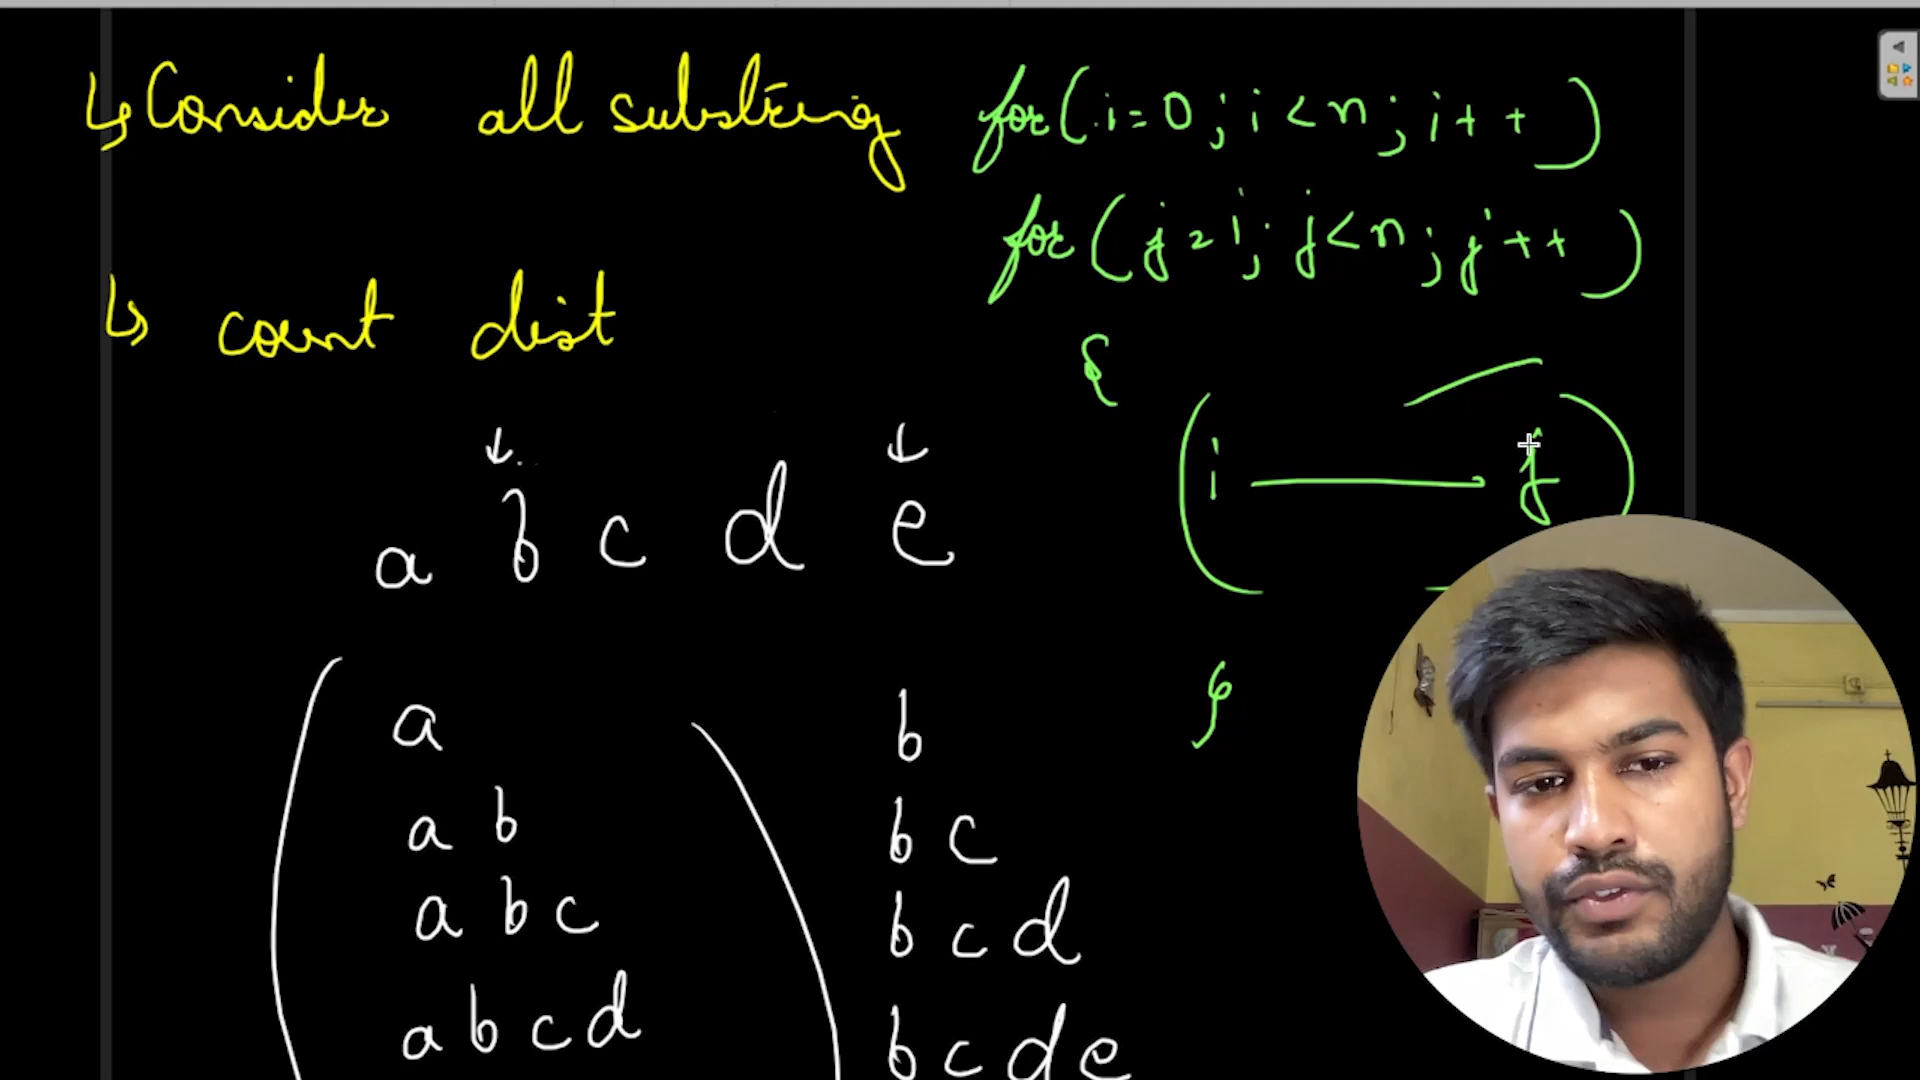 ↳ Consider all substring
for( i=0; i<n; i++ )
for( j=i; j<n; j++ )
↳ count dist
{
a b c d e
i j
}
a
a b
a b c
a b c d
b
b c
b c d
b c d e